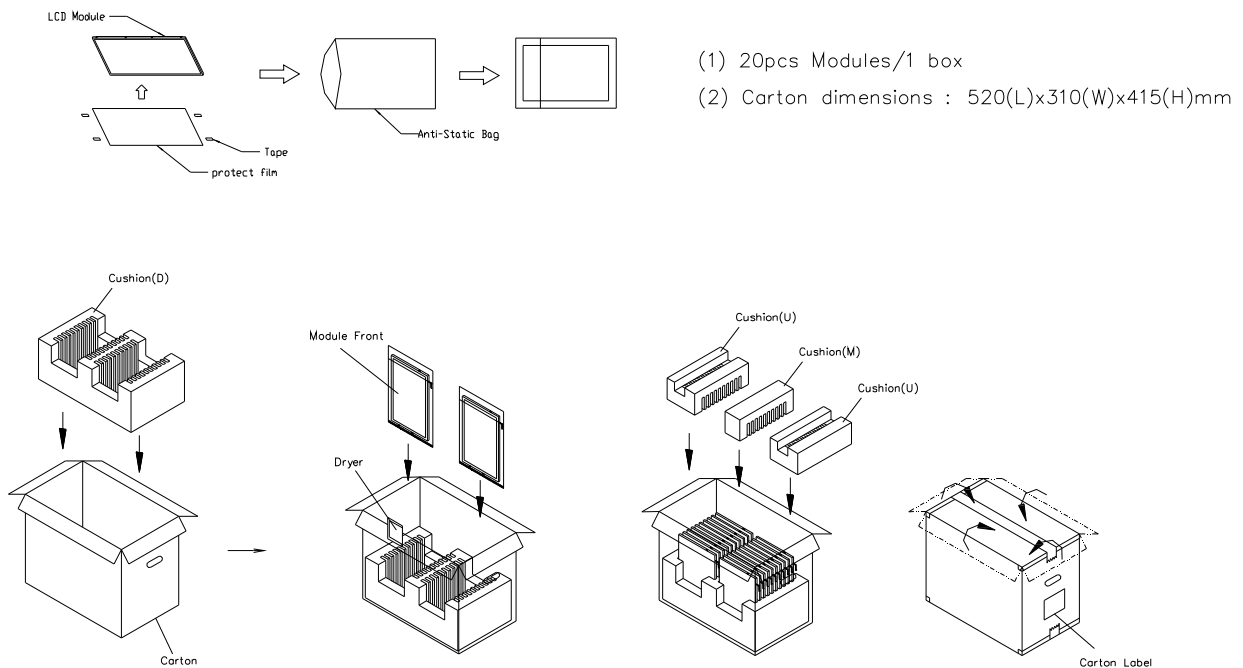 LCD Module
(1) 20pcs Modules/1 box
(2) Carton dimensions : 520(L)x310(W)x415(H)mm
Anti-Static Bag
Tape
protect film
Cushion(D)
Module Front
Dryer
Carton
Cushion(U)
Cushion(M)
Cushion(U)
Carton Label